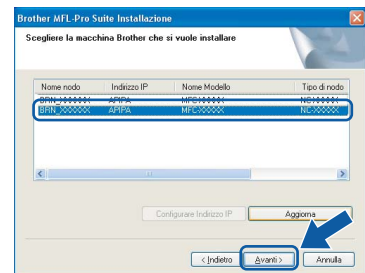 Brother MFL-Pro Suite Installazione
Scegliere la macchina Brother che si vuole installare
Nome nodo Indirizzo IP Nome Modello Tipo di nodo
BRN_XXXXXX APIPA MFC-XXXXX NC-XXXXX
BRN_XXXXXX APIPA MFC-XXXXX NC-XXXXX
Configurare Indirizzo IP Aggiorna
< Indietro Avanti > Annulla